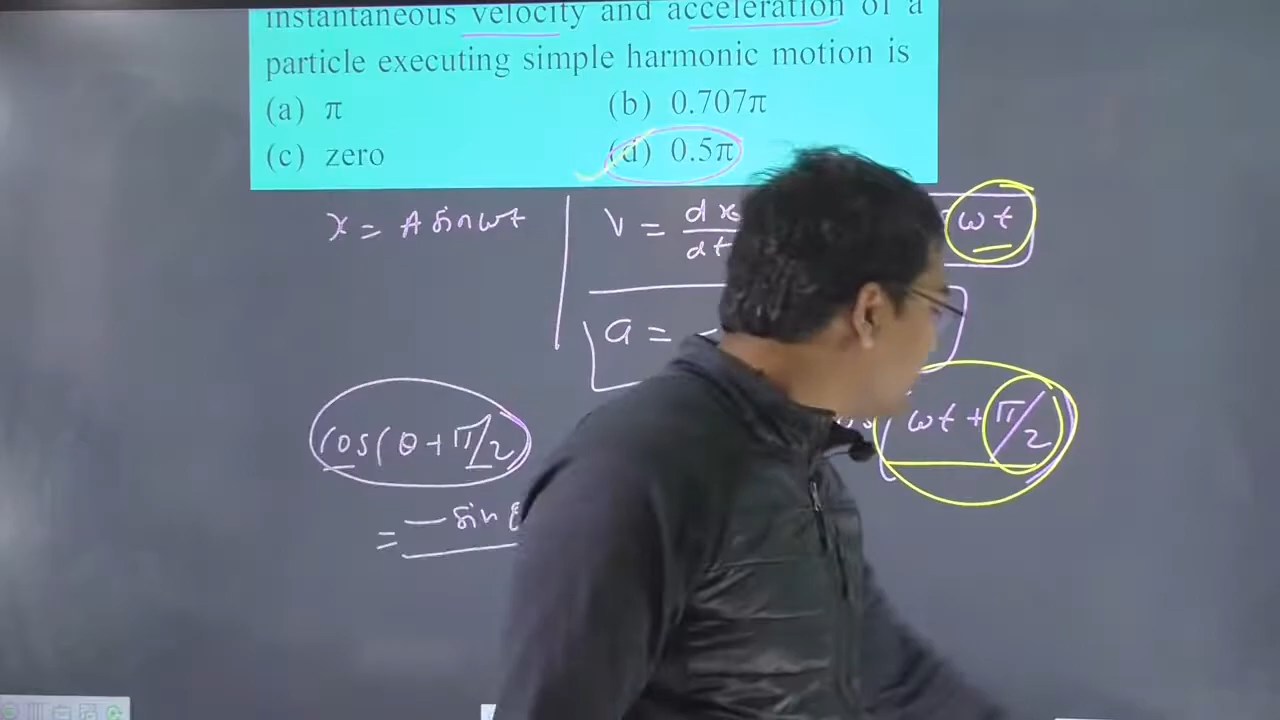 instantaneous velocity and acceleration of a
particle executing simple harmonic motion is
(a) π (b) 0.707π
(c) zero (d) 0.5π
x = A sin ωt
V = dx/dt
ωt
a = -
cos(θ + π/2)
ωt + π/2
= - sin θ